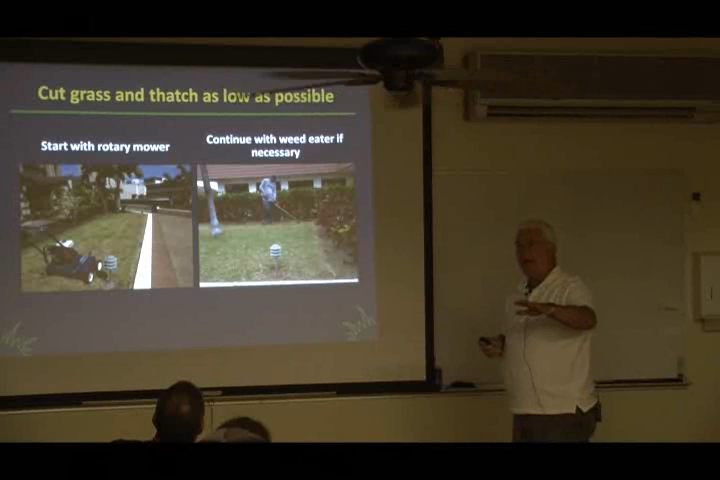 Cut grass and thatch as low as possible
Start with rotary mower
Continue with weed eater if
necessary